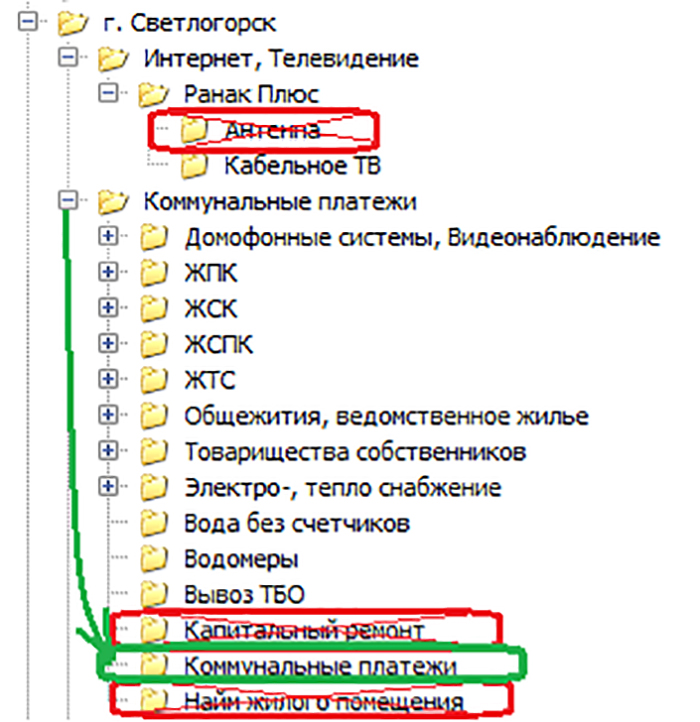 г. Светлогорск
Интернет, Телевидение
Ранак Плюс
Антенна
Кабельное ТВ
Коммунальные платежи
Домофонные системы, Видеонаблюдение
ЖПК
ЖСК
ЖСПК
ЖТС
Общежития, ведомственное жилье
Товарищества собственников
Электро-, тепло снабжение
Вода без счетчиков
Водомеры
Вывоз ТБО
Капитальный ремонт
Коммунальные платежи
Найм жилого помещения